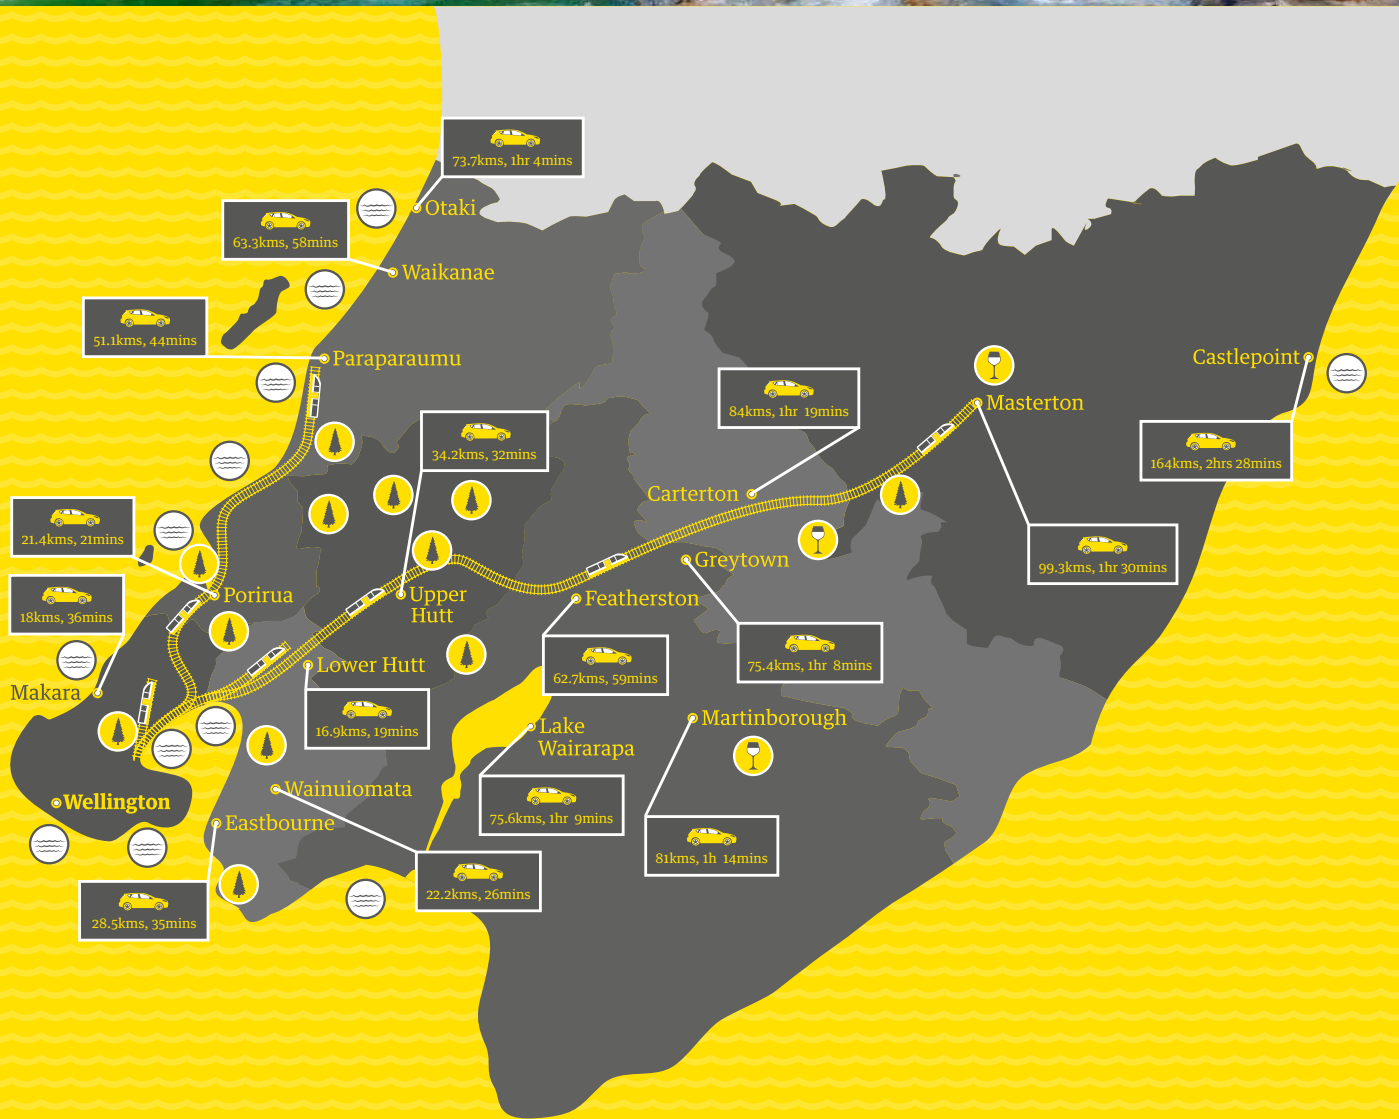 73.7kms, 1hr 4mins
Otaki
63.3kms, 58mins
Waikanae
51.1kms, 44mins
Paraparaumu
Castlepoint
84kms, 1hr 19mins
Masterton
34.2kms, 32mins
164kms, 2hrs 28mins
Carterton
21.4kms, 21mins
99.3kms, 1hr 30mins
Greytown
Porirua
Upper
Hutt
Featherston
18kms, 36mins
Lower Hutt
75.4kms, 1hr 8mins
62.7kms, 59mins
Makara
16.9kms, 19mins
Lake
Wairarapa
Martinborough
Wainuiomata
Wellington
75.6kms, 1hr 9mins
Eastbourne
81kms, 1h 14mins
22.2kms, 26mins
28.5kms, 35mins